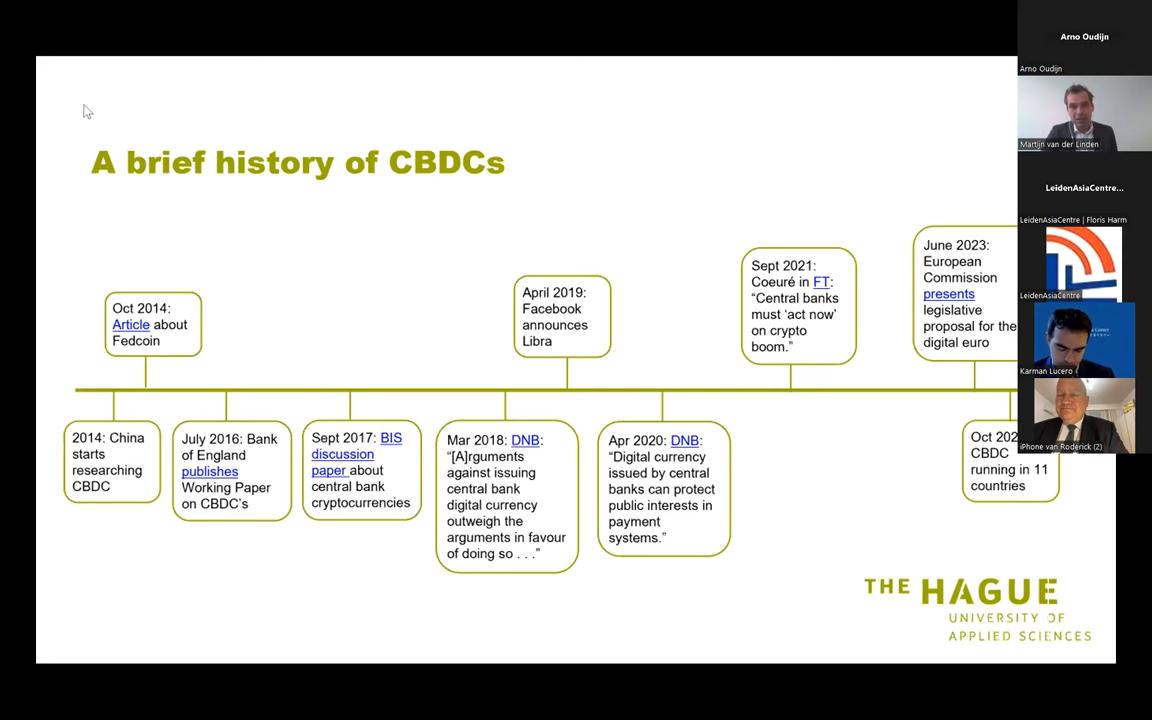 A brief history of CBDCs
Oct 2014:
Article about
Fedcoin
April 2019:
Facebook
announces
Libra
Sept 2021:
Coeuré in FT:
“Central banks
must ‘act now’
on crypto
boom.”
June 2023:
European
Commission
presents
legislative
proposal for the
digital euro
2014: China
starts
researching
CBDC
July 2016: Bank
of England
publishes
Working Paper
on CBDC’s
Sept 2017: BIS
discussion
paper about
central bank
cryptocurrencies
Mar 2018: DNB:
“[A]rguments
against issuing
central bank
digital currency
outweigh the
arguments in favour
of doing so . . .”
Apr 2020: DNB:
“Digital currency
issued by central
banks can protect
public interests in
payment
systems.”
Oct
CBDC
running in 11
countries
THE HAGUE
UNIVERSITY OF
APPLIED SCIENCES
Arno Oudijn
Arno Oudijn
Martijn van der Linden
LeidenAsiaCentre...
LeidenAsiaCentre | Floris Harm
LeidenAsiaCentre
Karman Lucero
iPhone van Roderick (2)